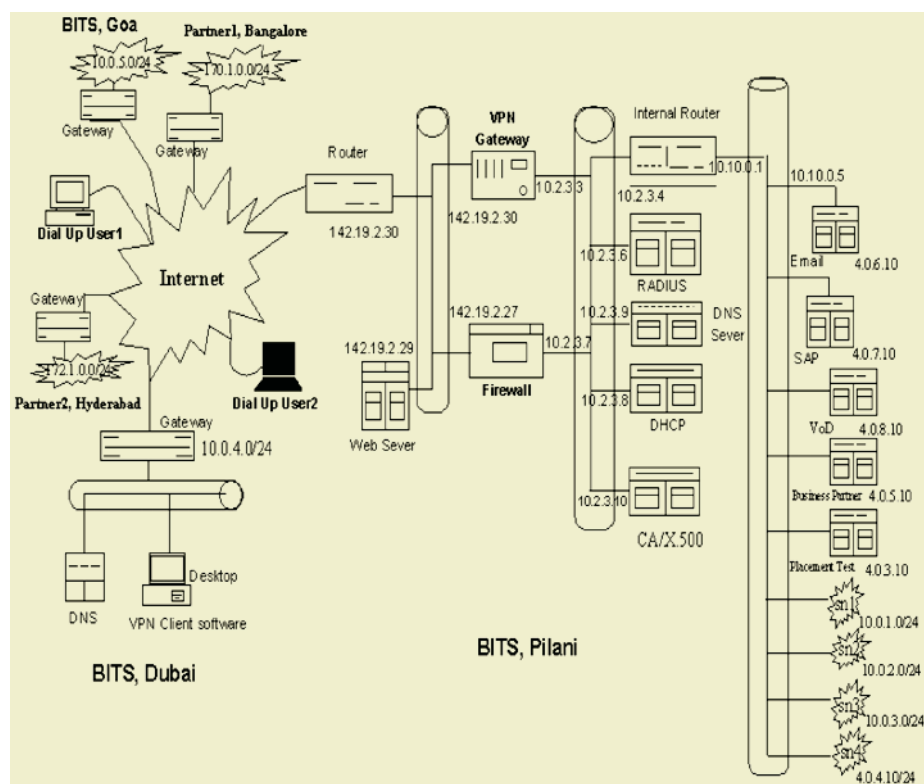 BITS, Goa
10.0.5.0/24
Gateway
Partner1, Bangalore
170.1.0.0/24
Gateway
Dial Up User1
Internet
Gateway
172.1.0.0/24
Partner2, Hyderabad
Dial Up User2
Gateway
10.0.4.0/24
DNS
Desktop
VPN Client software
BITS, Dubai
Router
142.19.2.30
VPN
Gateway
142.19.2.30
10.2.3.3
142.19.2.27
142.19.2.29
Web Sever
Firewall
10.2.3.7
Internal Router
10.2.3.4
10.10.0.1
10.2.3.6
RADIUS
10.2.3.9
DNS
Sever
10.2.3.8
DHCP
10.2.3.10
CA/X.500
BITS, Pilani
10.10.0.5
Email
4.0.6.10
SAP
4.0.7.10
VoD
4.0.8.10
Business Partner
4.0.5.10
Placement Test
4.0.3.10
sn1
10.0.1.0/24
sn2
10.0.2.0/24
sn3
10.0.3.0/24
sn4
4.0.4.10/24